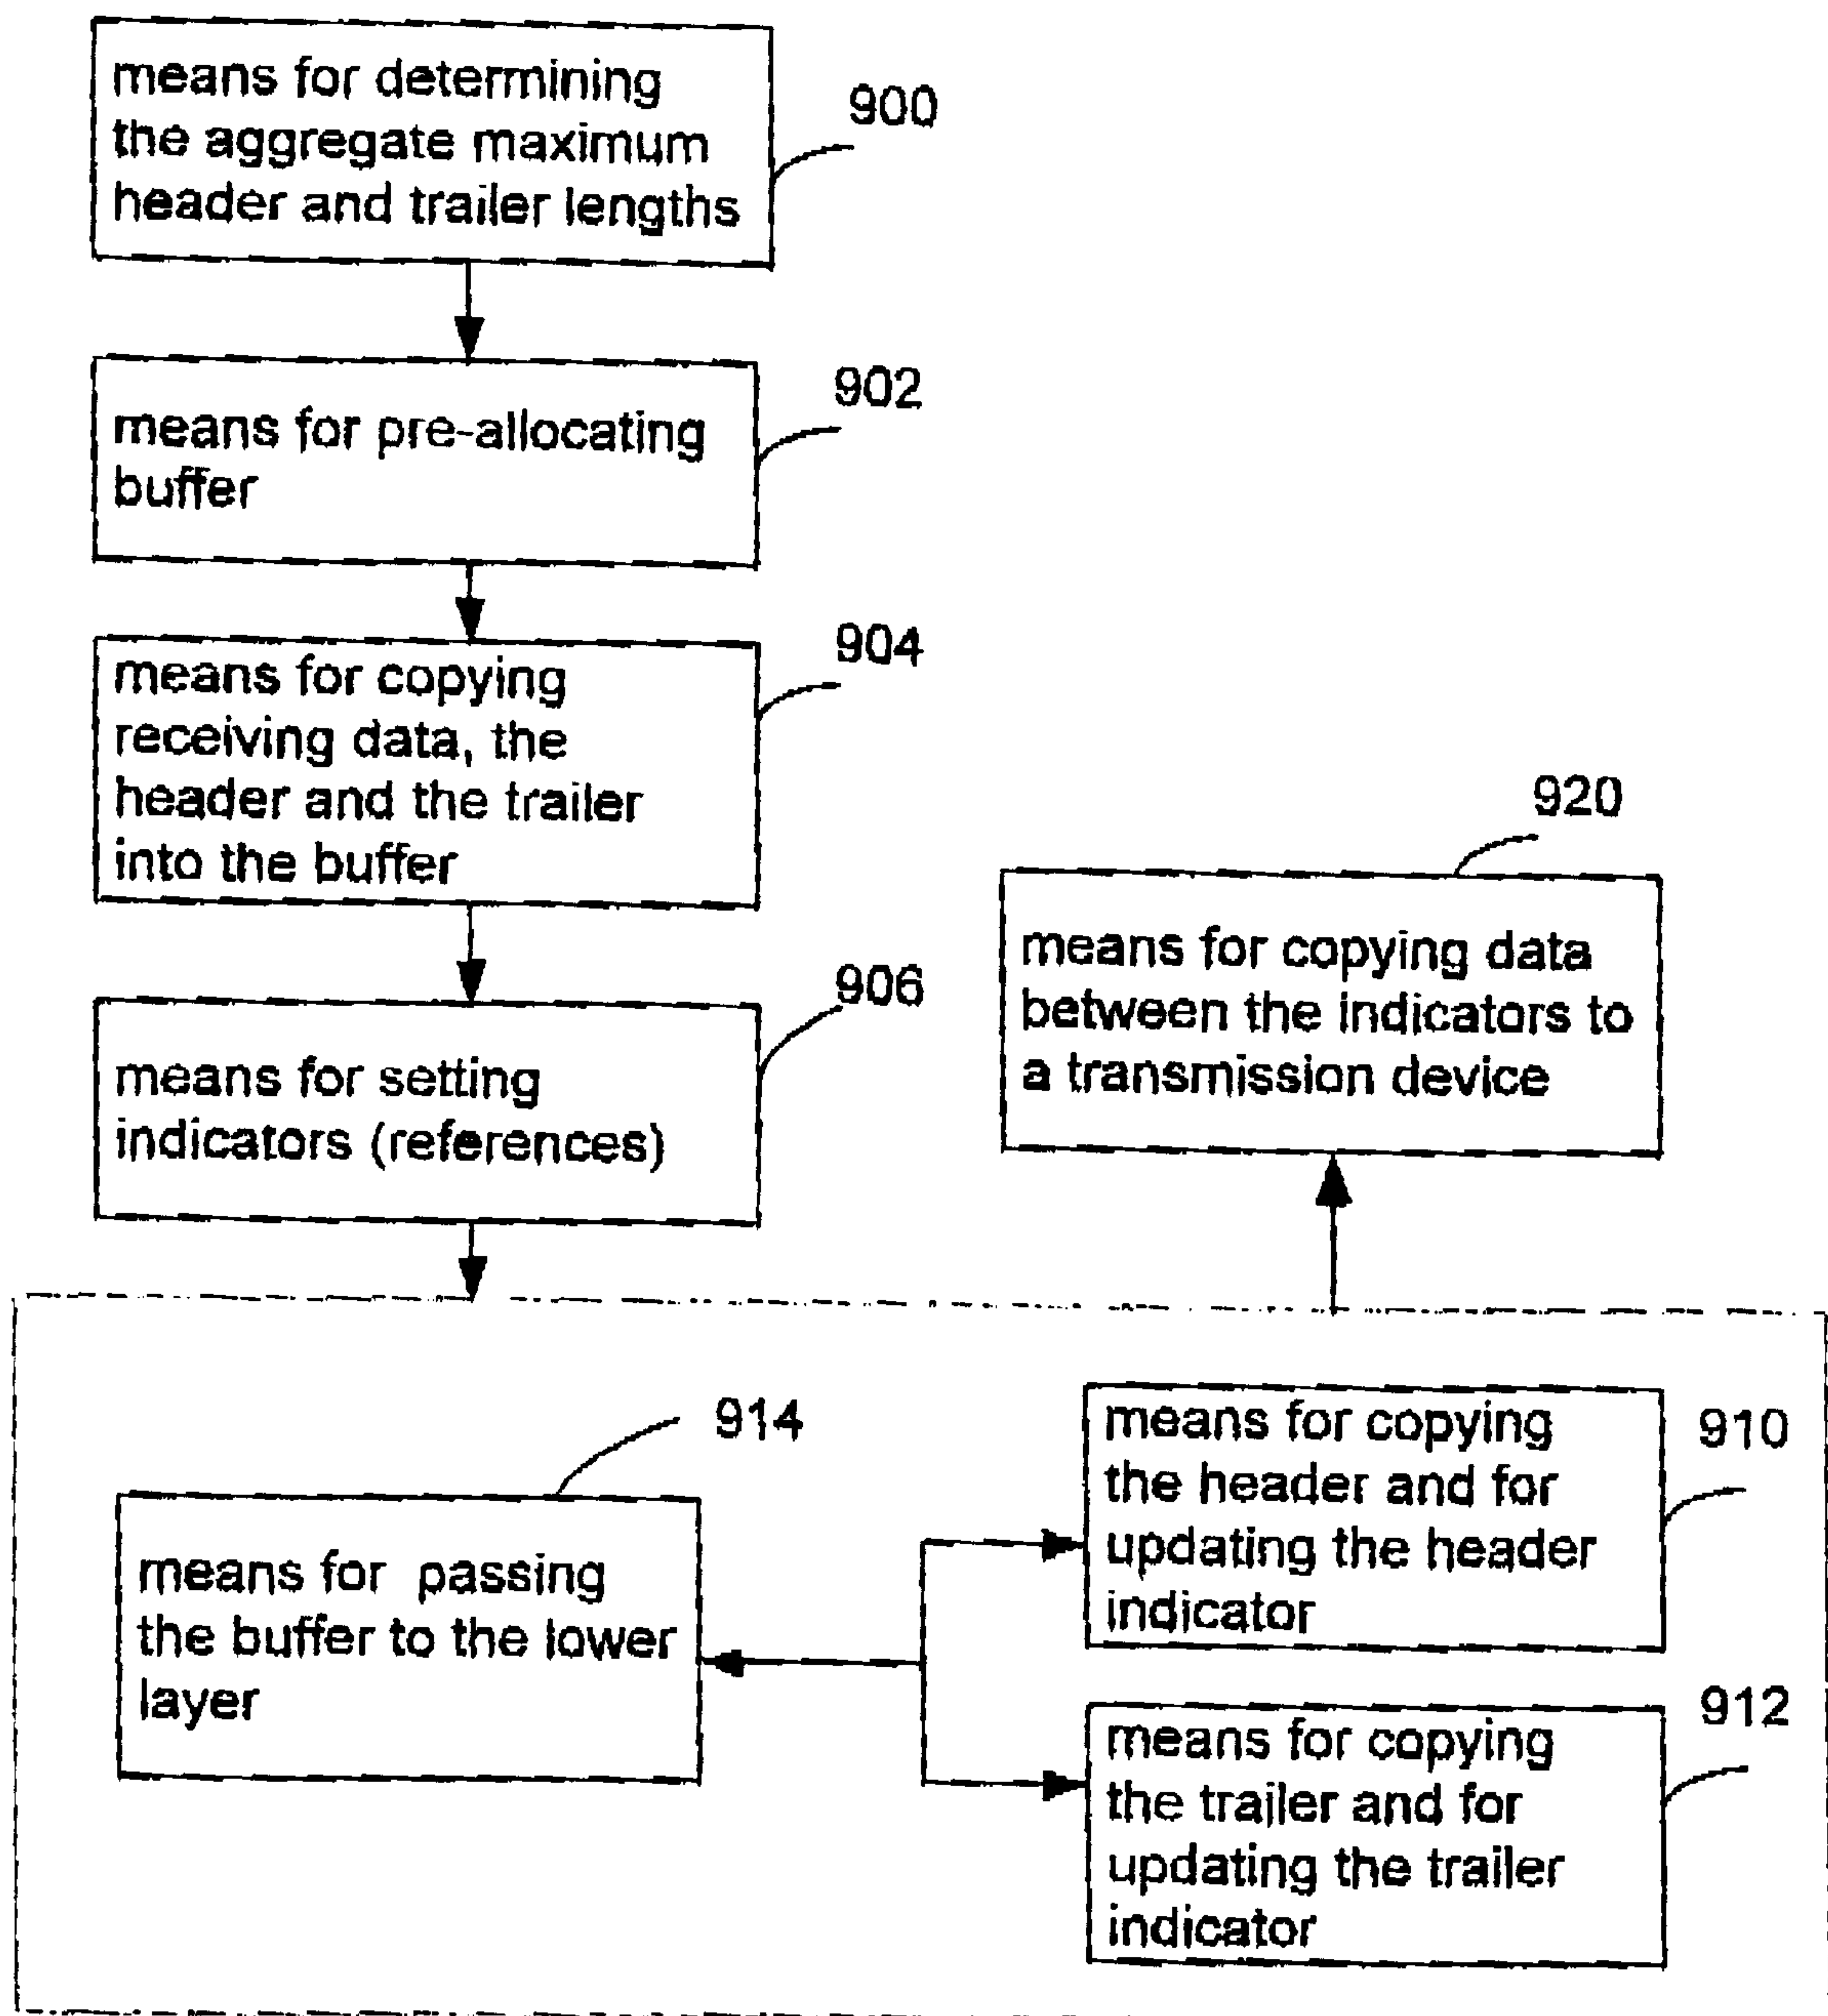 means for determining
the aggregate maximum
header and trailer lengths
900
means for pre-allocating
buffer
902
means for copying
receiving data, the
header and the trailer
into the buffer
904
means for setting
indicators (references)
906
920
means for copying data
between the indicators to
a transmission device
914
means for passing
the buffer to the lower
layer
means for copying
the header and for
updating the header
indicator
910
means for copying
the trailer and for
updating the trailer
indicator
912